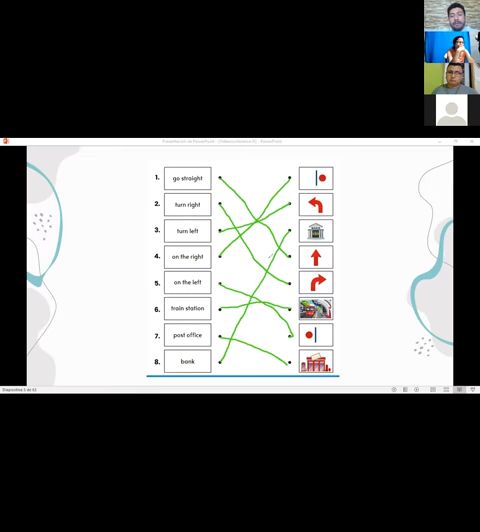 1. go straight
2. turn right
3. turn left
4. on the right
5. on the left
6. train station
7. post office
8. bank